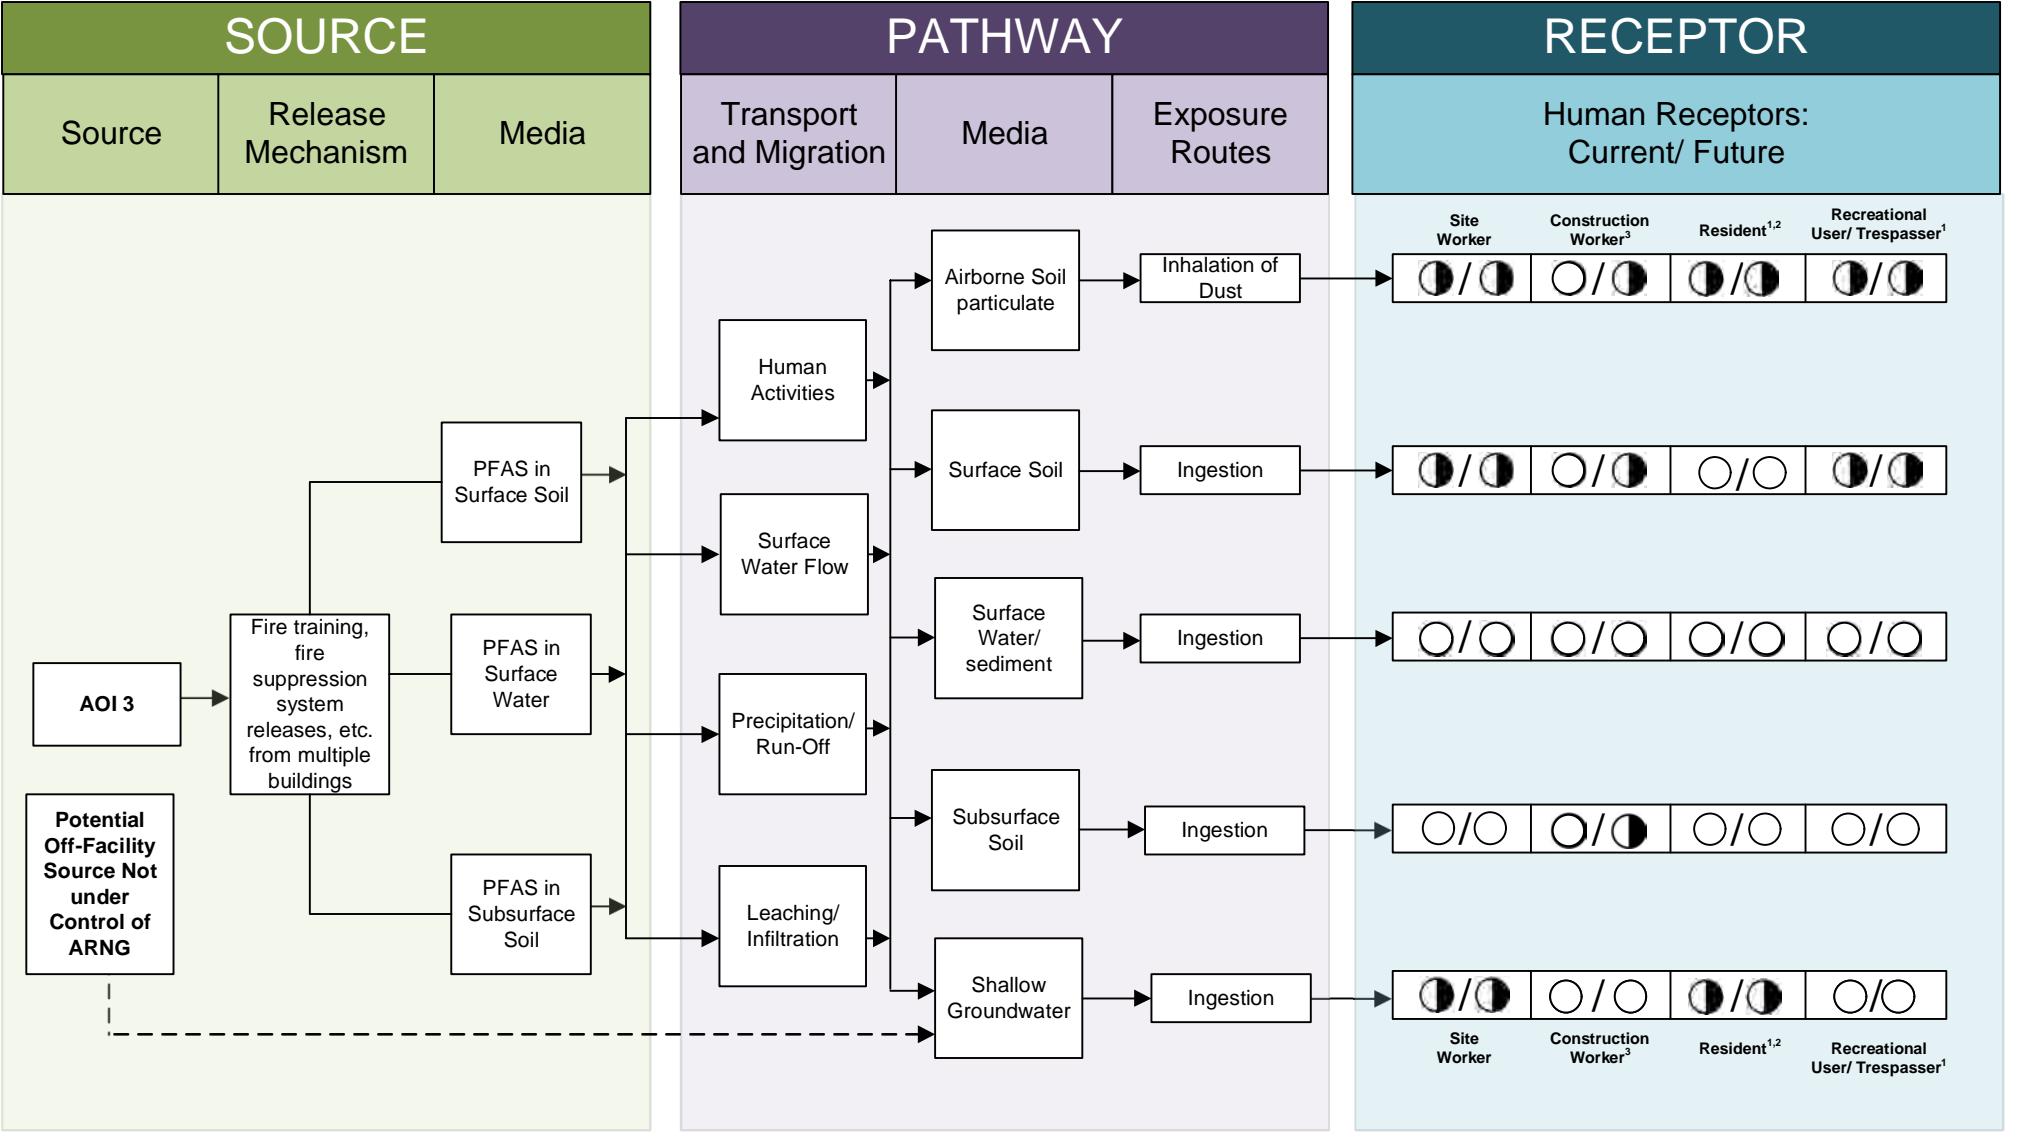 SOURCE
PATHWAY
RECEPTOR
Source
Release
Mechanism
Media
Transport
and Migration
Media
Exposure
Routes
Human Receptors:
Current/ Future
Site
Worker
Construction
Worker3
Resident1,2
Recreational
User/ Trespasser1
AOI 3
Potential
Off-Facility
Source Not
under
Control of
ARNG
Fire training,
fire
suppression
system
releases, etc.
from multiple
buildings
PFAS in
Surface Soil
PFAS in
Surface
Water
PFAS in
Subsurface
Soil
Human
Activities
Surface
Water Flow
Precipitation/
Run-Off
Leaching/
Infiltration
Airborne Soil
particulate
Surface Soil
Surface
Water/
sediment
Subsurface
Soil
Shallow
Groundwater
Inhalation of
Dust
Ingestion
Ingestion
Ingestion
Ingestion
/ / / /
/ / / /
/ / / /
/ / / /
/ / / /
Site
Worker
Construction
Worker3
Resident1,2
Recreational
User/ Trespasser1